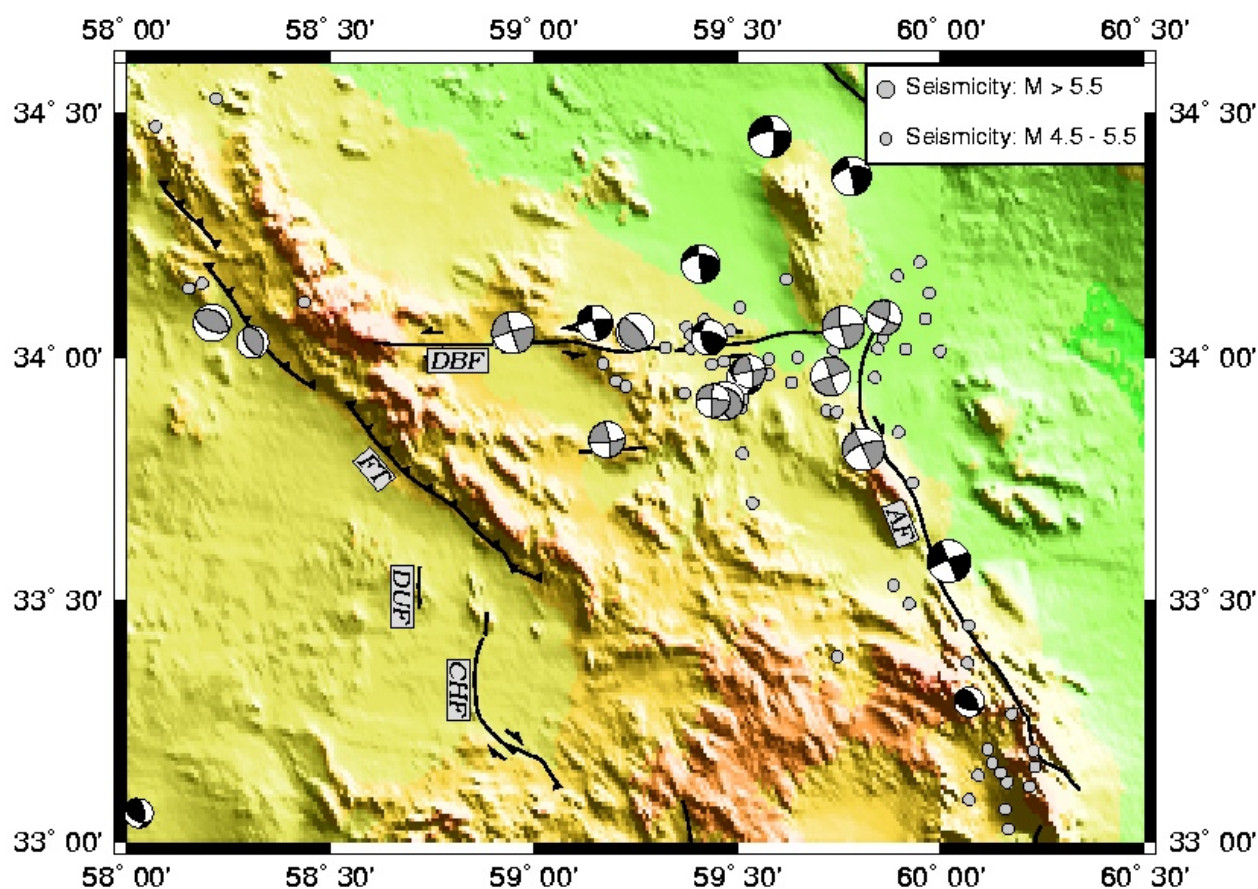 58° 00′ 58° 30′ 59° 00′ 59° 30′ 60° 00′ 60° 30′
Seismicity: M > 5.5
34° 30′ 34° 30′
Seismicity: M 4.5 - 5.5
34° 00′ 34° 00′
DBF
FT
AF
33° 30′ 33° 30′
DUF
CHF
33° 00′ 33° 00′
58° 00′ 58° 30′ 59° 00′ 59° 30′ 60° 00′ 60° 30′